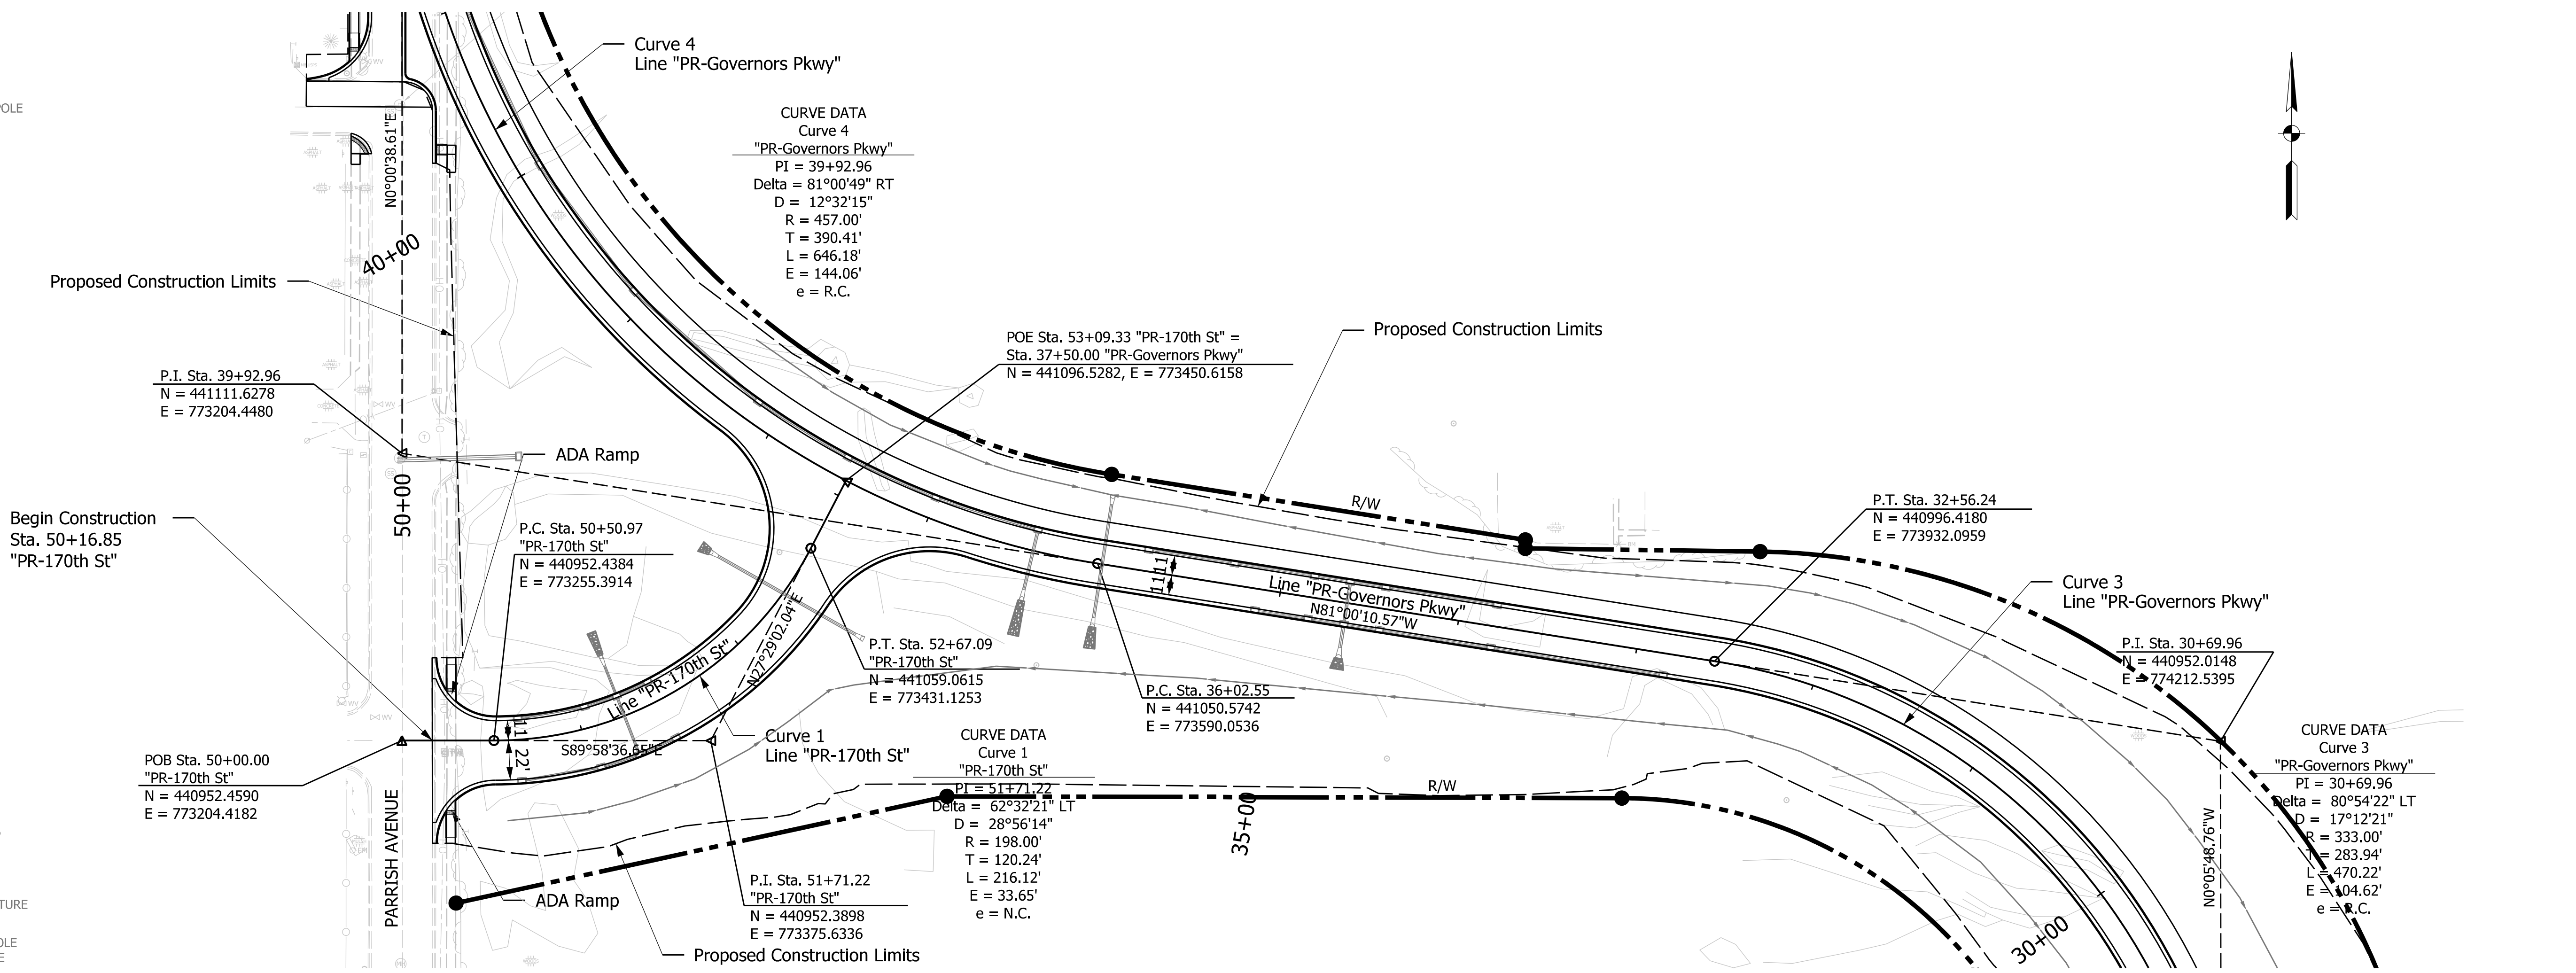 Curve 4
Line "PR-Governors Pkwy"
CURVE DATA
Curve 4
"PR-Governors Pkwy"
PI = 39+92.96
Delta = 81°00'49" RT
D = 12°32'15"
R = 457.00'
T = 390.41'
L = 646.18'
E = 144.06'
e = R.C.
OLE
N0°00'38.61"E
40+00
Proposed Construction Limits
P.I. Sta. 39+92.96
N = 441111.6278
E = 773204.4480
POE Sta. 53+09.33 "PR-170th St" =
Sta. 37+50.00 "PR-Governors Pkwy"
N = 441096.5282, E = 773450.6158
Proposed Construction Limits
ADA Ramp
50+00
Begin Construction
Sta. 50+16.85
"PR-170th St"
P.C. Sta. 50+50.97
"PR-170th St"
N = 440952.4384
E = 773255.3914
R/W
P.T. Sta. 32+56.24
N = 440996.4180
E = 773932.0959
11'
11'
Line "PR-Governors Pkwy"
N81°00'10.57"W
Curve 3
Line "PR-Governors Pkwy"
N27°29'02.04"E
Line "PR-170th St"
P.T. Sta. 52+67.09
"PR-170th St"
N = 441059.0615
E = 773431.1253
P.C. Sta. 36+02.55
N = 441050.5742
E = 773590.0536
P.I. Sta. 30+69.96
N = 440952.0148
E = 774212.5395
11'
22'
S89°58'36.65"E
Curve 1
Line "PR-170th St"
POB Sta. 50+00.00
"PR-170th St"
N = 440952.4590
E = 773204.4182
CURVE DATA
Curve 1
"PR-170th St"
PI = 51+71.22
Delta = 62°32'21" LT
D = 28°56'14"
R = 198.00'
T = 120.24'
L = 216.12'
E = 33.65'
e = N.C.
R/W
35+00
CURVE DATA
Curve 3
"PR-Governors Pkwy"
PI = 30+69.96
Delta = 80°54'22" LT
D = 17°12'21"
R = 333.00'
T = 283.94'
L = 470.22'
E = 104.62'
e = R.C.
N0°05'48.76"W
PARRISH AVENUE
P.I. Sta. 51+71.22
"PR-170th St"
N = 440952.3898
E = 773375.6336
ADA Ramp
TURE
OLE
E
Proposed Construction Limits
30+00